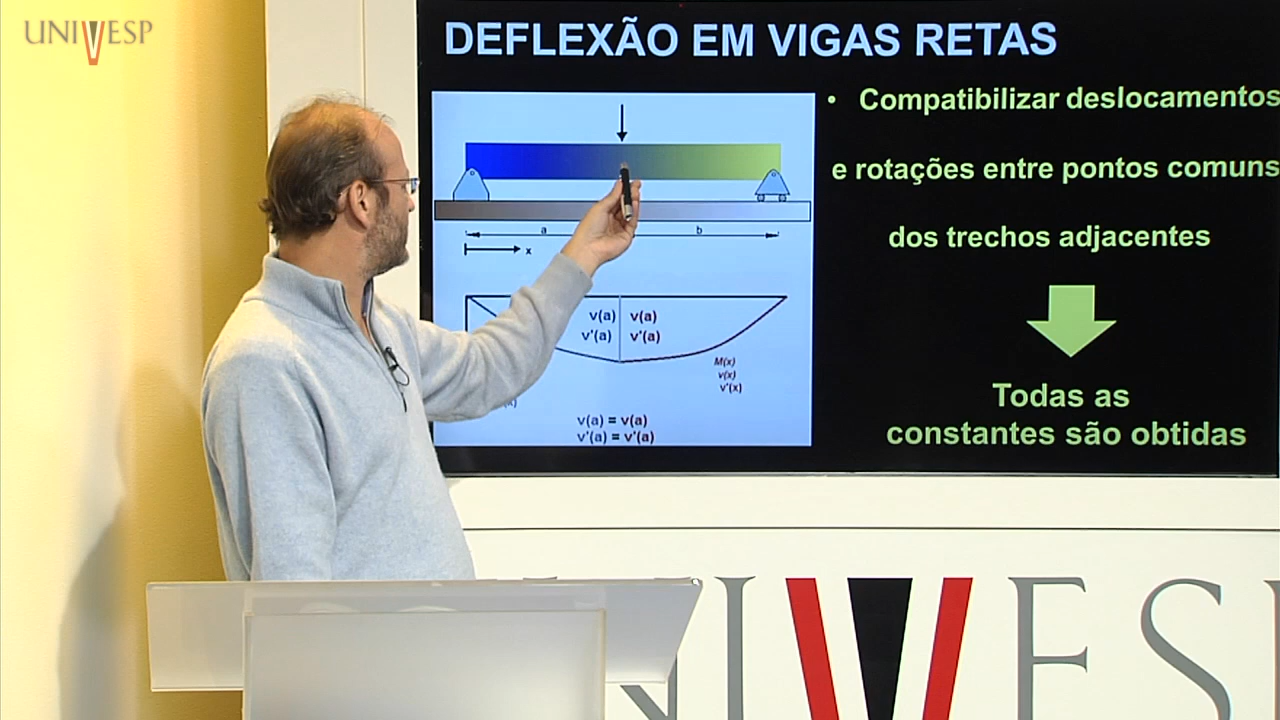 UNIVESP
DEFLEXÃO EM VIGAS RETAS
• Compatibilizar deslocamentos
e rotações entre pontos comuns
dos trechos adjacentes
Todas as
constantes são obtidas
a
b
x
v(a) v(a)
v'(a) v'(a)
M(x)
v(x)
v'(x)
v(a) = v(a)
v'(a) = v'(a)
NIVES